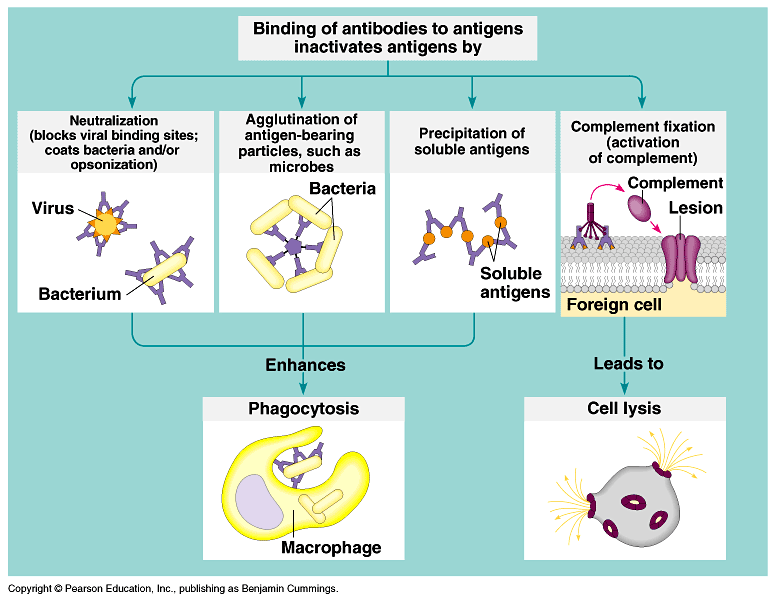 Binding of antibodies to antigens
inactivates antigens by
Neutralization
(blocks viral binding sites;
coats bacteria and/or
opsonization)
Agglutination of
antigen-bearing
particles, such as
microbes
Precipitation of
soluble antigens
Complement fixation
(activation
of complement)
Virus
Bacterium
Bacteria
Soluble
antigens
Complement
Lesion
Foreign cell
Enhances
Leads to
Phagocytosis
Macrophage
Cell lysis
Copyright © Pearson Education, Inc., publishing as Benjamin Cummings.